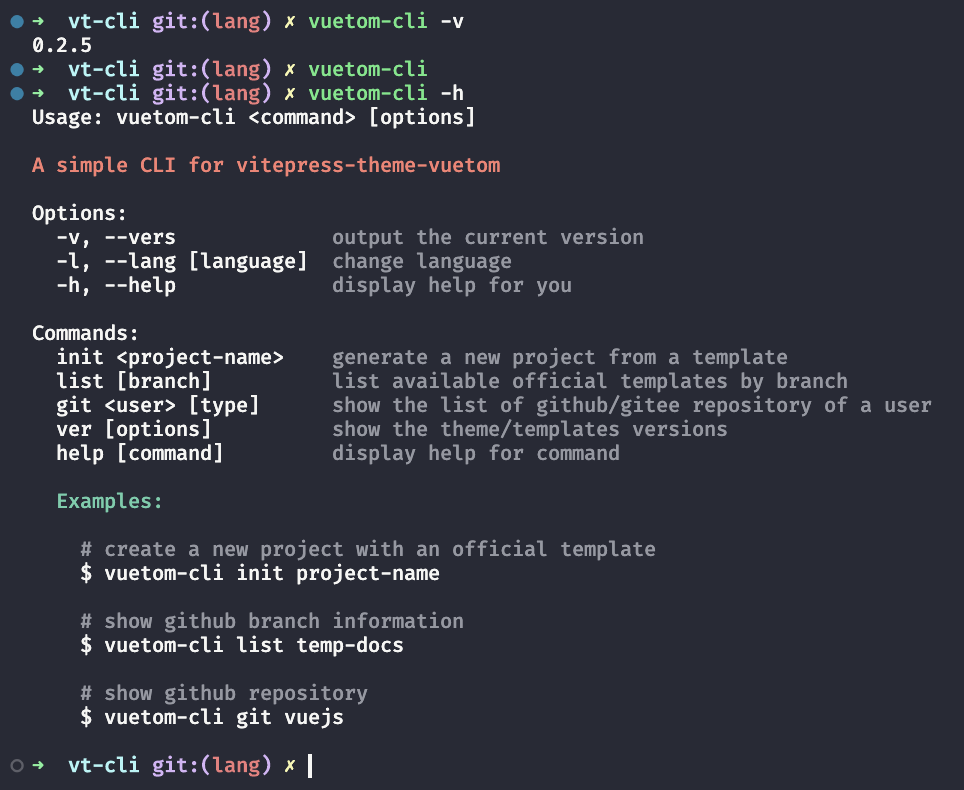 ➜ vt-cli git:(lang) ✗ vuetom-cli -v
0.2.5
➜ vt-cli git:(lang) ✗ vuetom-cli
➜ vt-cli git:(lang) ✗ vuetom-cli -h
Usage: vuetom-cli <command> [options]
A simple CLI for vitepress-theme-vuetom
Options:
-v, --vers output the current version
-l, --lang [language] change language
-h, --help display help for you
Commands:
init <project-name> generate a new project from a template
list [branch] list available official templates by branch
git <user> [type] show the list of github/gitee repository of a user
ver [options] show the theme/templates versions
help [command] display help for command
Examples:
# create a new project with an official template
$ vuetom-cli init project-name
# show github branch information
$ vuetom-cli list temp-docs
# show github repository
$ vuetom-cli git vuejs
➜ vt-cli git:(lang) ✗